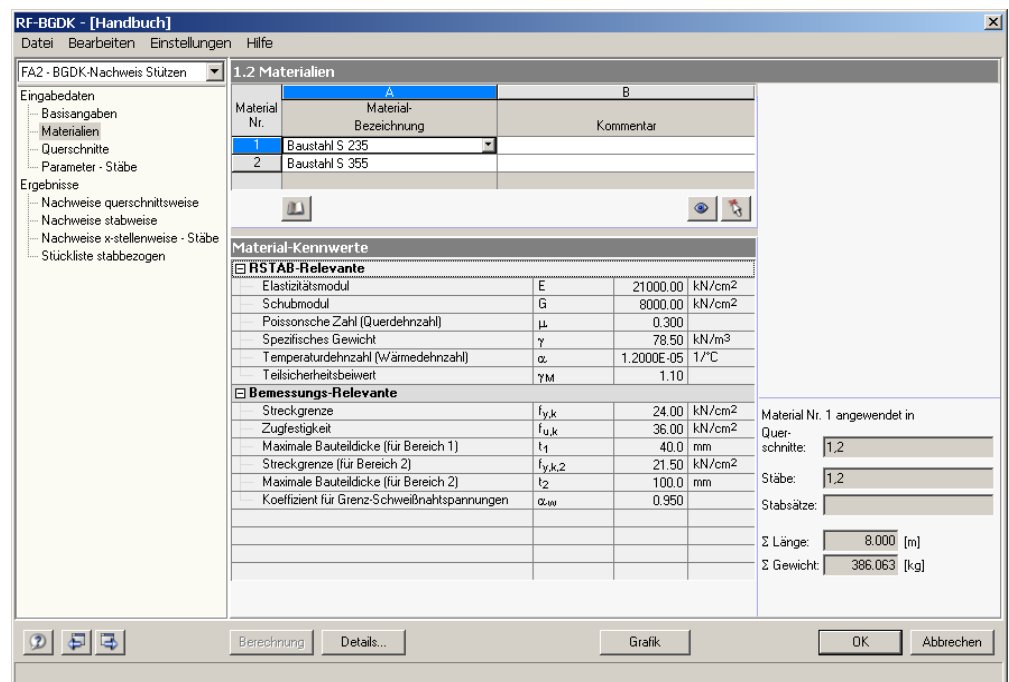 RF-BGDK - [Handbuch]
Datei Bearbeiten Einstellungen Hilfe
FA2 - BGDK-Nachweis Stützen
Eingabedaten
Basisangaben
Materialien
Querschnitte
Parameter - Stäbe
Ergebnisse
Nachweise querschnittsweise
Nachweise stabweise
Nachweise x-stellenweise - Stäbe
Stückliste stabbezogen
1.2 Materialien
A B
Material Nr. Material-Bezeichnung Kommentar
1 Baustahl S 235
2 Baustahl S 355
Material-Kennwerte
RSTAB-Relevante
Elastizitätsmodul E 21000.00 kN/cm2
Schubmodul G 8000.00 kN/cm2
Poissonsche Zahl (Querdehnzahl) μ 0.300
Spezifisches Gewicht γ 78.50 kN/m3
Temperaturdehnzahl (Wärmedehnzahl) α 1.2000E-05 1/°C
Teilsicherheitsbeiwert γM 1.10
Bemessungs-Relevante
Streckgrenze fy,k 24.00 kN/cm2
Zugfestigkeit fu,k 36.00 kN/cm2
Maximale Bauteildicke (für Bereich 1) t1 40.0 mm
Streckgrenze (für Bereich 2) fy,k,2 21.50 kN/cm2
Maximale Bauteildicke (für Bereich 2) t2 100.0 mm
Koeffizient für Grenz-Schweißnahtspannungen αw 0.950
Material Nr. 1 angewendet in
Quer-
schnitte: 1,2
Stäbe: 1,2
Stabsätze:
Σ Länge: 8.000 [m]
Σ Gewicht: 386.063 [kg]
Berechnung Details... Grafik OK Abbrechen